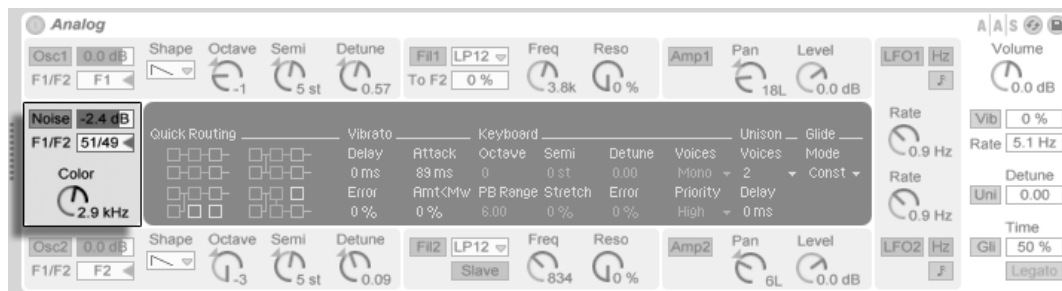 Analog
A|A|S
Osc1 0.0 dB Shape Octave Semi Detune Fil1 LP12 Freq Reso Amp1 Pan Level LFO1 Hz Volume
F1/F2 F1 -1 5 st 0.57 To F2 0 % 3.8k 0 % 18L 0.0 dB 0.0 dB
Noise -2.4 dB
F1/F2 51/49
Color
2.9 kHz
Quick Routing Vibrato Keyboard Unison Glide
Delay Attack Octave Semi Detune Voices Voices Mode
0 ms 89 ms 0 0 st 0.00 Mono 2 Const
Error Amt<Mw PB Range Stretch Error Priority Delay
0 % 0 % 6.00 0 % 0 % High 0 ms
Rate
0.9 Hz
Rate
0.9 Hz
Vib 0 %
Rate 5.1 Hz
Detune
Uni 0.00
Time
Gli 50 %
Legato
Osc2 0.0 dB Shape Octave Semi Detune Fil2 LP12 Freq Reso Amp2 Pan Level LFO2 Hz
F1/F2 F2 -3 5 st 0.09 Slave 834 0 % 6L 0.0 dB